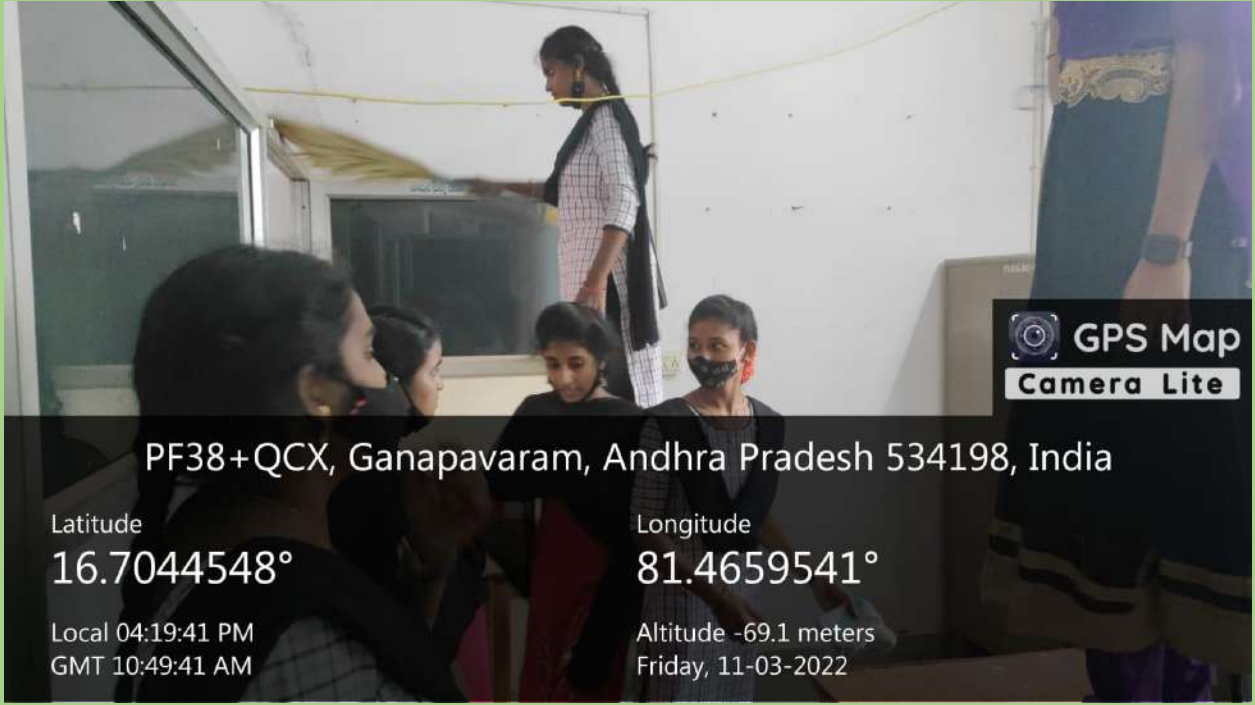 GPS Map
Camera Lite
PF38+QCX, Ganapavaram, Andhra Pradesh 534198, India
Latitude
16.7044548°
Longitude
81.4659541°
Local 04:19:41 PM
GMT 10:49:41 AM
Altitude -69.1 meters
Friday, 11-03-2022